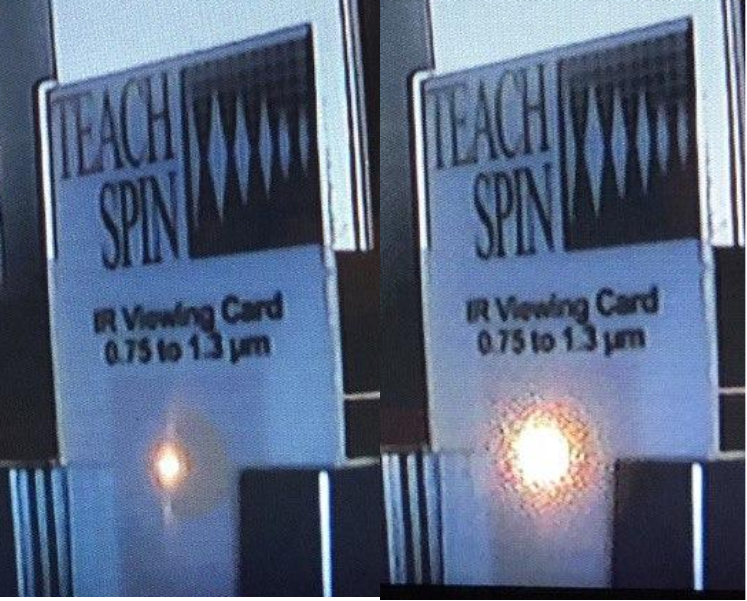 TEACH
SPIN
IR Viewing Card
0.75 to 1.3 µm
TEACH
SPIN
IR Viewing Card
0.75 to 1.3 µm